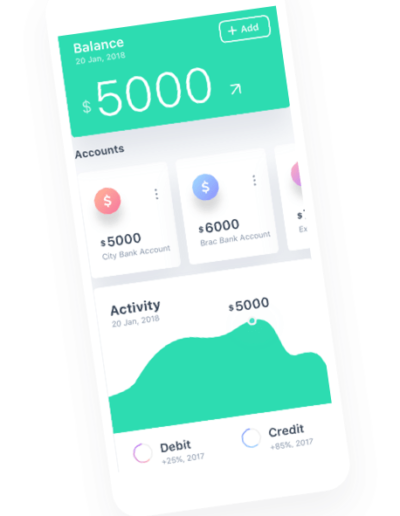 Balance
+ Add
20 Jan, 2018
$5000
Accounts
$
$
$5000
City Bank Account
$6000
Brac Bank Account
$
Activity
20 Jan, 2018
$5000
Debit
+25%, 2017
Credit
+85%, 2017